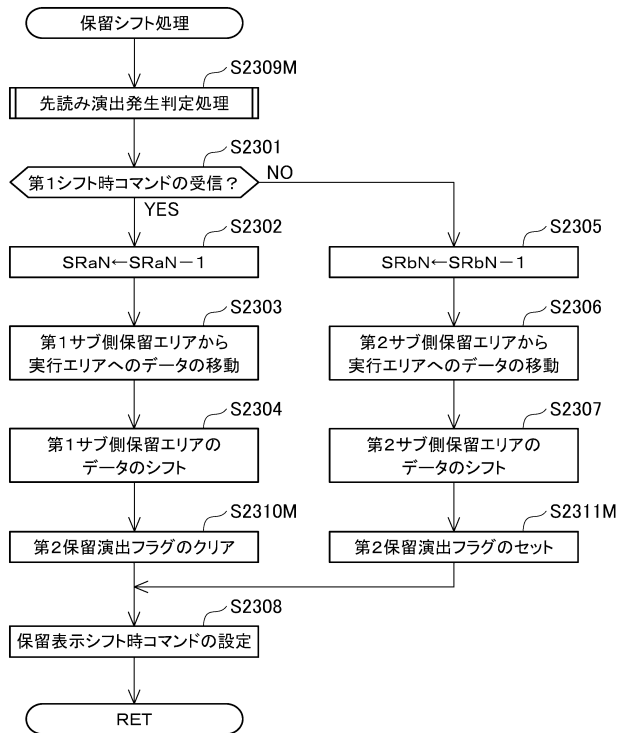 保留シフト処理
S2309M
先読み演出発生判定処理
S2301
第1シフト時コマンドの受信？
NO
YES
S2302
SRaN←SRaN－1
S2305
SRbN←SRbN－1
S2303
第1サブ側保留エリアから
実行エリアへのデータの移動
S2306
第2サブ側保留エリアから
実行エリアへのデータの移動
S2304
第1サブ側保留エリアの
データのシフト
S2307
第2サブ側保留エリアの
データのシフト
S2310M
第2保留演出フラグのクリア
S2311M
第2保留演出フラグのセット
S2308
保留表示シフト時コマンドの設定
RET